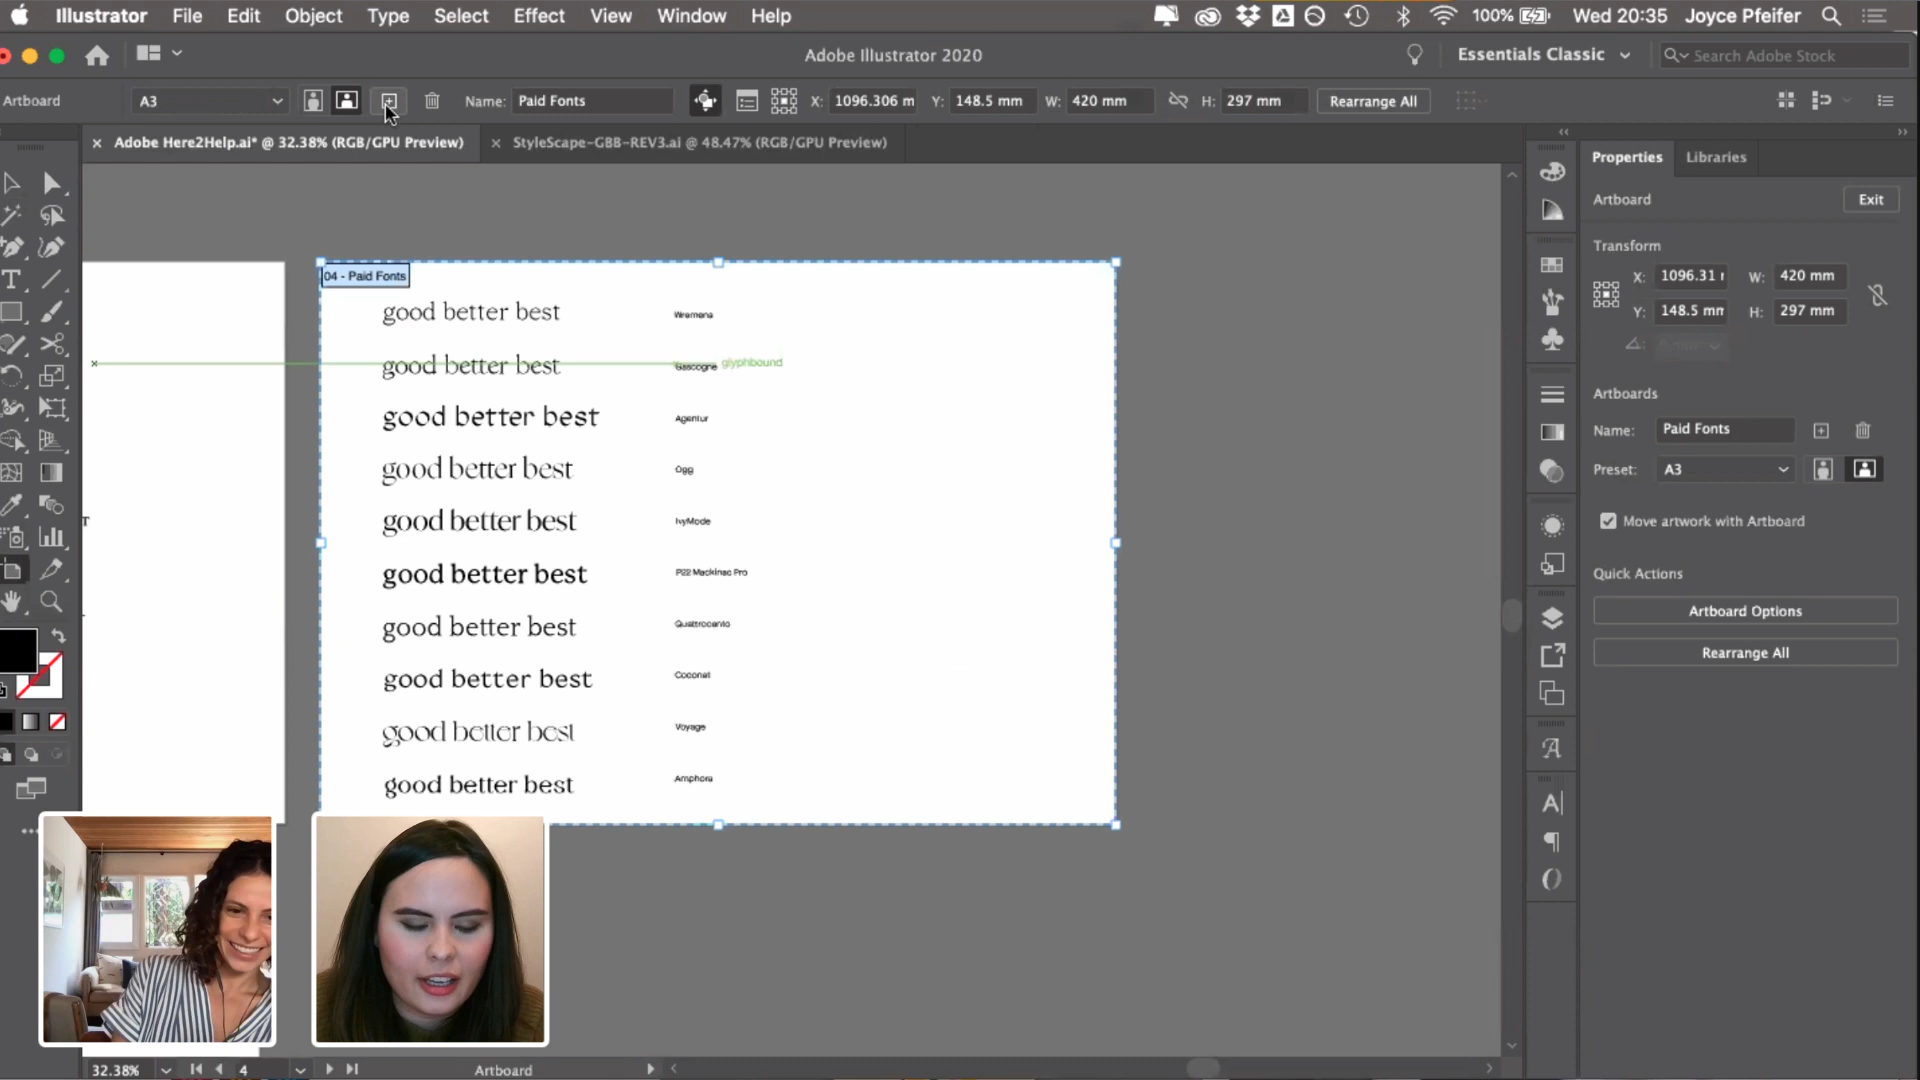 Illustrator File Edit Object Type Select Effect View Window Help 100% Wed 20:35 Joyce Pfeifer
Adobe Illustrator 2020 Essentials Classic Search Adobe Stock
Artboard A3 Name: Paid Fonts X: 1096.306 m Y: 148.5 mm W: 420 mm H: 297 mm Rearrange All
Adobe Here2Help.ai* @ 32.38% (RGB/GPU Preview) StyleScape-GBB-REV3.ai @ 48.47% (RGB/GPU Preview)
Properties Libraries
Artboard Exit
Transform
X: 1096.31 W: 420 mm
Y: 148.5 mm H: 297 mm
Artboards
Name: Paid Fonts
Preset: A3
Move artwork with Artboard
Quick Actions
Artboard Options
Rearrange All
04 - Paid Fonts
good better best Wremena
good better best Gascogne glyphbound
good better best Agentur
good better best Ogg
good better best IvyMode
good better best P22 Mackinac Pro
good better best Quattrocento
good better best Coconat
good better best Voyage
good better best Amphora
32.38% 4 Artboard